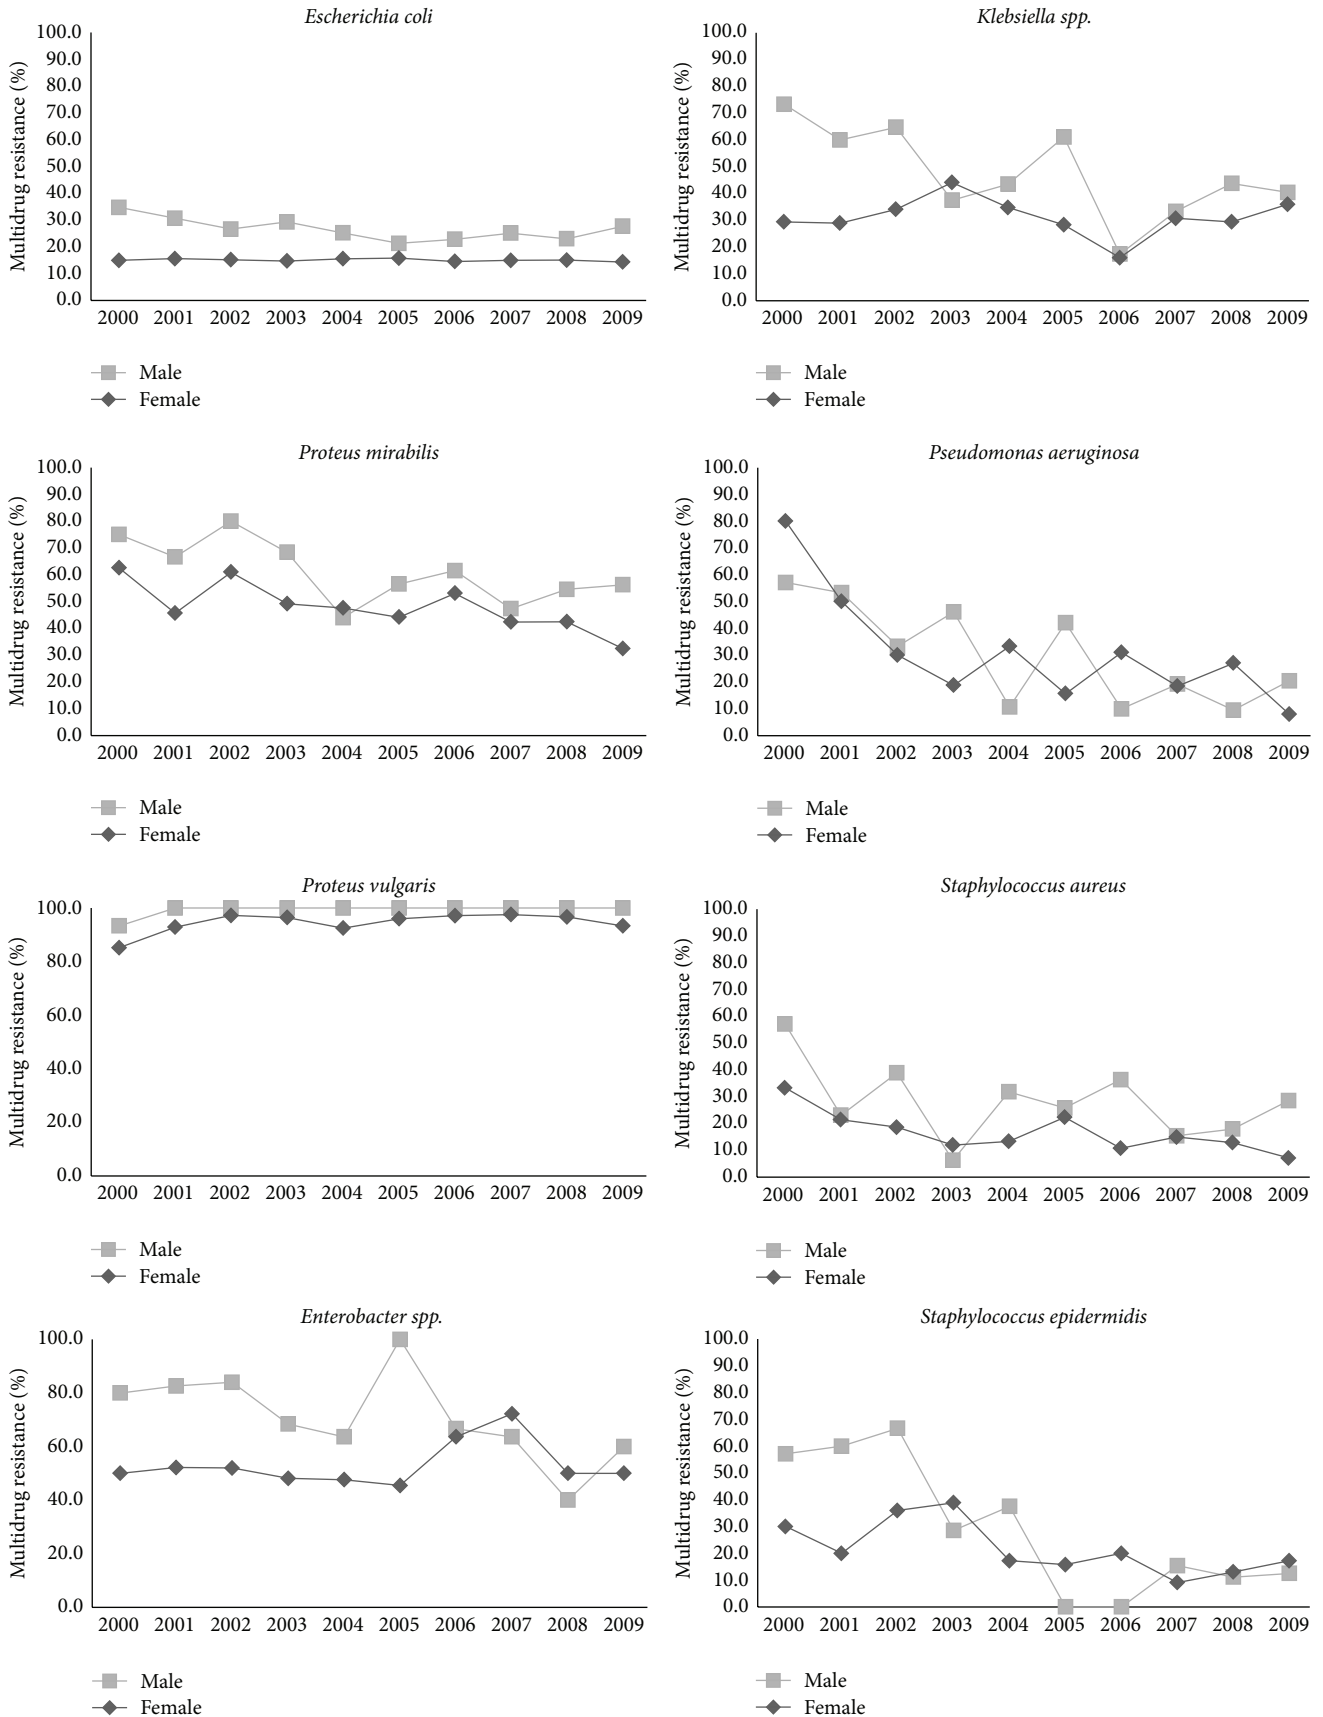 Escherichia coli
Multidrug resistance (%)
100.0
90.0
80.0
70.0
60.0
50.0
40.0
30.0
20.0
10.0
0.0
2000 2001 2002 2003 2004 2005 2006 2007 2008 2009
Male
Female
Klebsiella spp.
Multidrug resistance (%)
100.0
90.0
80.0
70.0
60.0
50.0
40.0
30.0
20.0
10.0
0.0
2000 2001 2002 2003 2004 2005 2006 2007 2008 2009
Male
Female
Proteus mirabilis
Multidrug resistance (%)
100.0
90.0
80.0
70.0
60.0
50.0
40.0
30.0
20.0
10.0
0.0
2000 2001 2002 2003 2004 2005 2006 2007 2008 2009
Male
Female
Pseudomonas aeruginosa
Multidrug resistance (%)
100.0
90.0
80.0
70.0
60.0
50.0
40.0
30.0
20.0
10.0
0.0
2000 2001 2002 2003 2004 2005 2006 2007 2008 2009
Male
Female
Proteus vulgaris
Multidrug resistance (%)
100.0
80.0
60.0
40.0
20.0
0.0
2000 2001 2002 2003 2004 2005 2006 2007 2008 2009
Male
Female
Staphylococcus aureus
Multidrug resistance (%)
100.0
90.0
80.0
70.0
60.0
50.0
40.0
30.0
20.0
10.0
0.0
2000 2001 2002 2003 2004 2005 2006 2007 2008 2009
Male
Female
Enterobacter spp.
Multidrug resistance (%)
100.0
80.0
60.0
40.0
20.0
0.0
2000 2001 2002 2003 2004 2005 2006 2007 2008 2009
Male
Female
Staphylococcus epidermidis
Multidrug resistance (%)
100.0
90.0
80.0
70.0
60.0
50.0
40.0
30.0
20.0
10.0
0.0
2000 2001 2002 2003 2004 2005 2006 2007 2008 2009
Male
Female